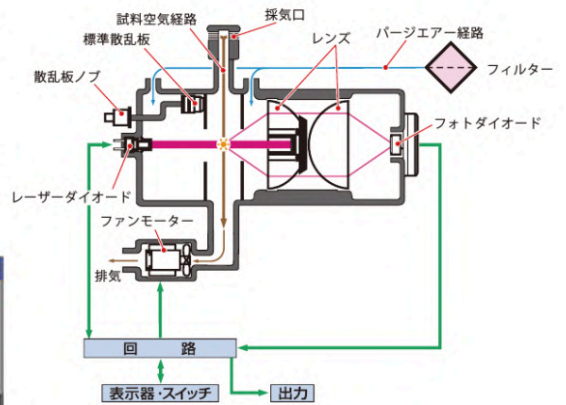 採気口
試料空気経路
標準散乱板
レンズ
パージエアー経路
散乱板ノブ
フィルター
フォトダイオード
レーザーダイオード
ファンモーター
排気
回路
表示器・スイッチ
出力